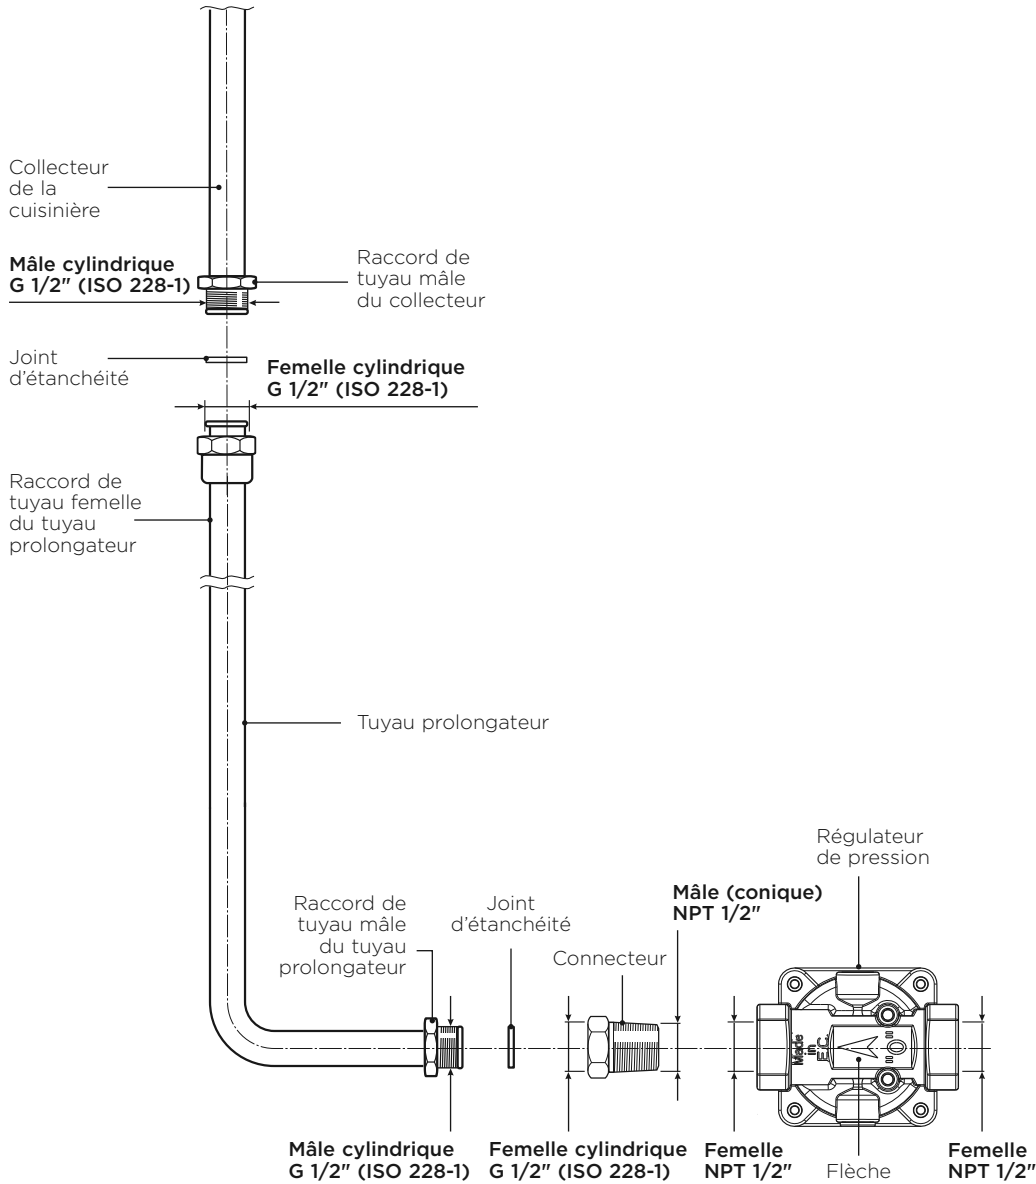 Collecteur
de la
cuisinière
Mâle cylindrique
G 1/2" (ISO 228-1)
Raccord de
tuyau mâle
du collecteur
Joint
d'étanchéité
Femelle cylindrique
G 1/2" (ISO 228-1)
Raccord de
tuyau femelle
du tuyau
prolongateur
Tuyau prolongateur
Régulateur
de pression
Raccord de
tuyau mâle
du tuyau
prolongateur
Joint
d'étanchéité
Connecteur
Mâle (conique)
NPT 1/2"
Made
in
E.C.
Mâle cylindrique
G 1/2" (ISO 228-1)
Femelle cylindrique
G 1/2" (ISO 228-1)
Femelle
NPT 1/2"
Flèche
Femelle
NPT 1/2"